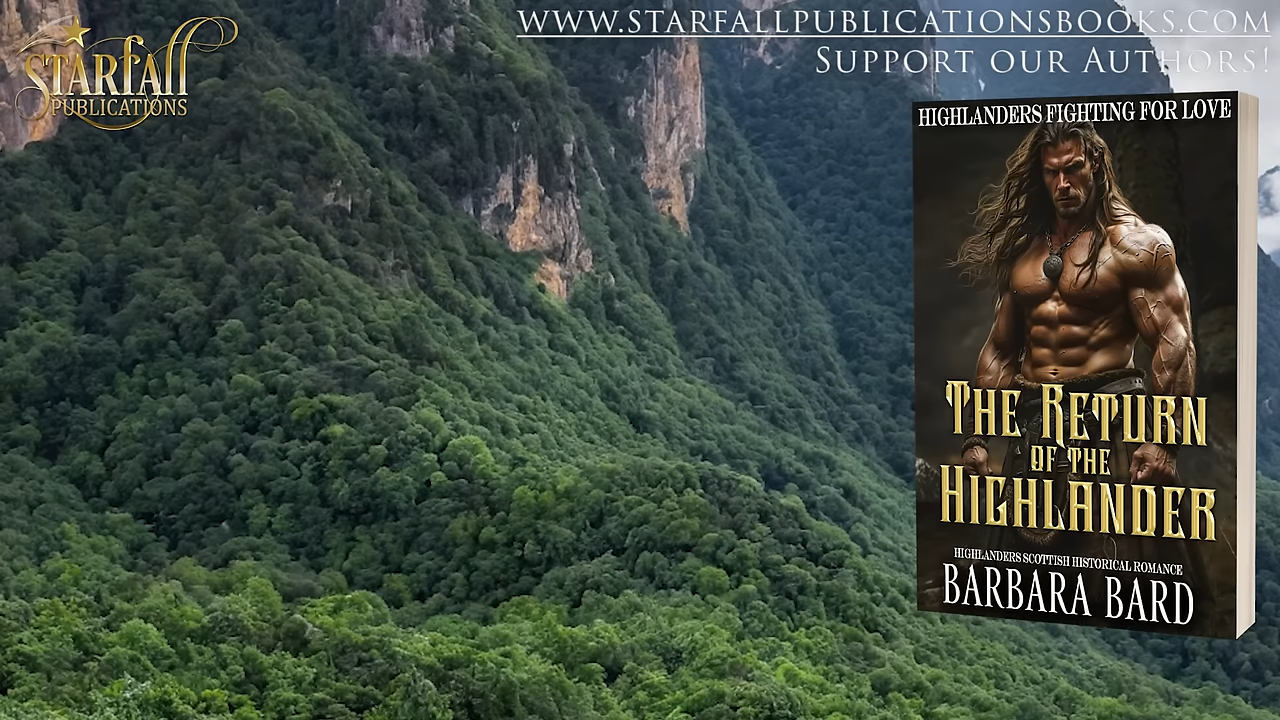 STARfall
PUBLICATIONS
WWW.STARFALLPUBLICATIONSBOOKS.COM
SUPPORT OUR AUTHORS!
HIGHLANDERS FIGHTING FOR LOVE
THE RETURN
OF THE
HIGHLANDER
HIGHLANDERS SCOTTISH HISTORICAL ROMANCE
BARBARA BARD